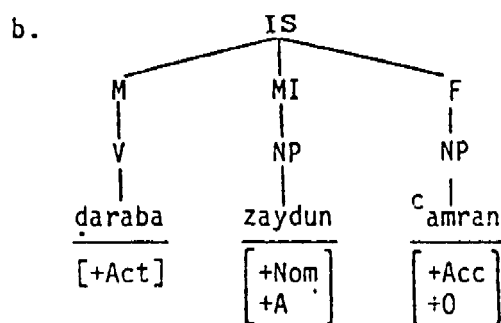 b.
IS
M MI F
V NP NP
ḍaraba zaydun ᶜamran
[+Act] [+Nom +Acc
+A] +O]